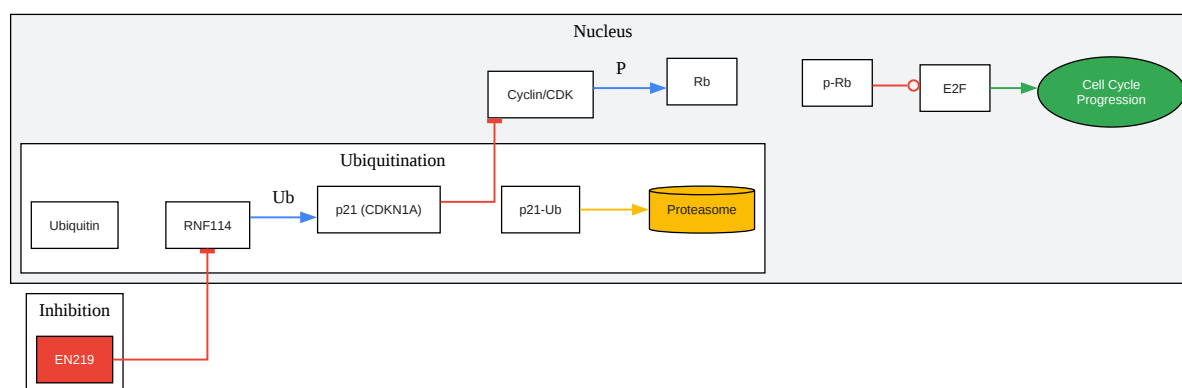 Nucleus
P
Cyclin/CDK
Rb
p-Rb
E2F
Cell Cycle
Progression
Ubiquitination
Ub
Ubiquitin
RNF114
p21 (CDKN1A)
p21-Ub
Proteasome
Inhibition
EN219